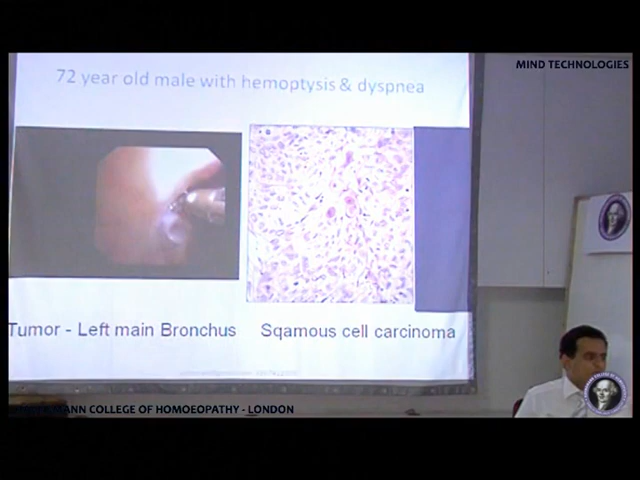 MIND TECHNOLOGIES
72 year old male with hemoptysis & dyspnea
Tumor - Left main Bronchus
Sqamous cell carcinoma
MANN COLLEGE OF HOMOEOPATHY - LONDON